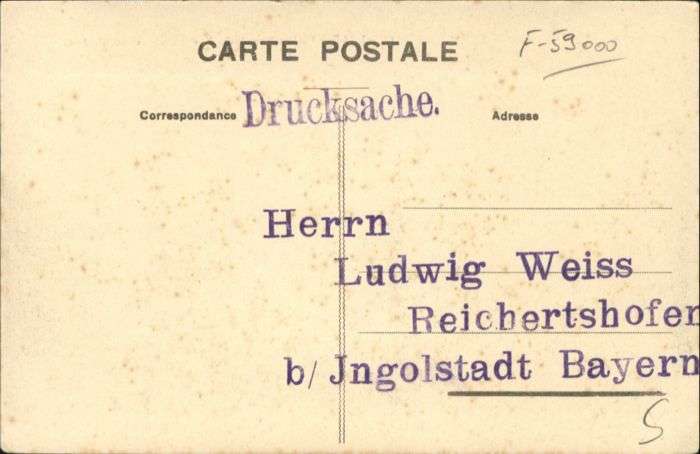 CARTE POSTALE
F-59000
Correspondance
Drucksache.
Adresse
Herrn
Ludwig Weiss
Reichertshofen
b/ Jngolstadt Bayern
S